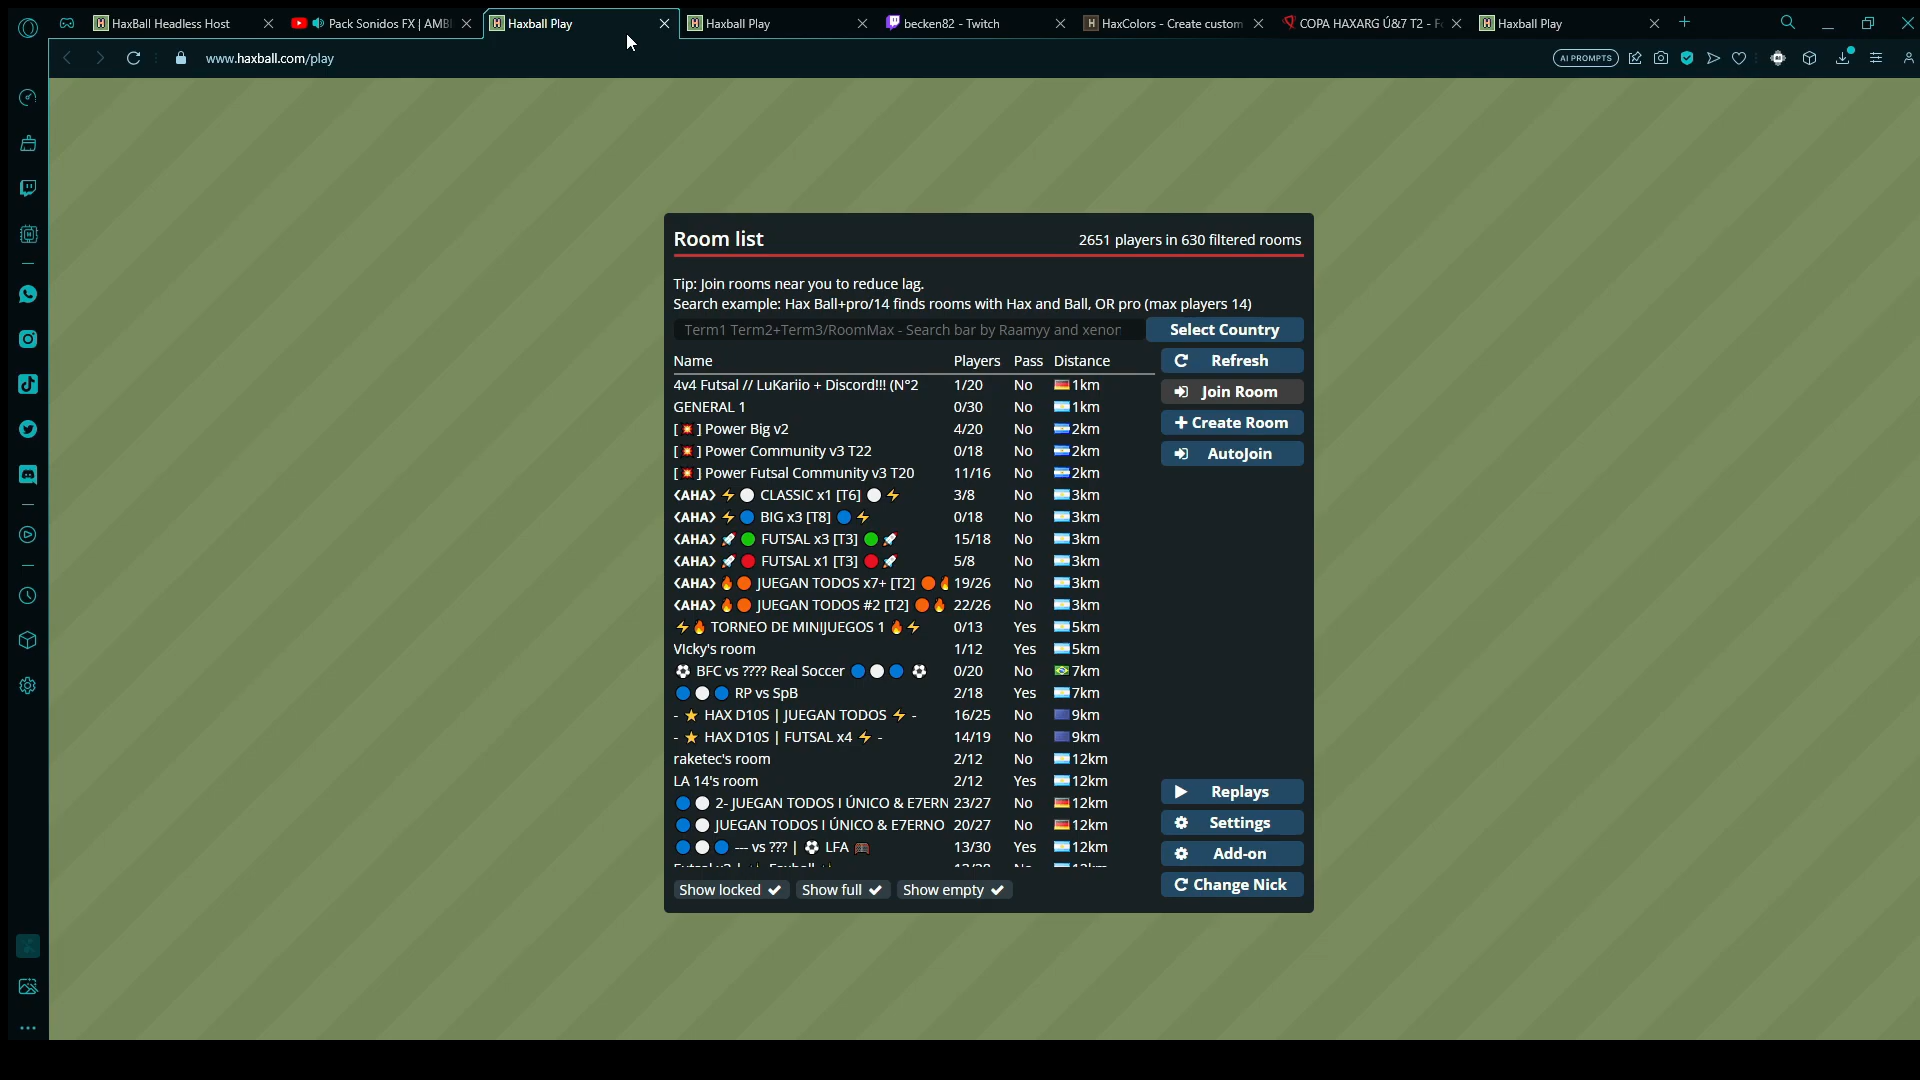 HaxBall Headless Host
Pack Sonidos FX | AMBI
Haxball Play
Haxball Play
becken82 - Twitch
HaxColors - Create custom
COPA HAXARG Ú&7 T2 - F
Haxball Play
www.haxball.com/play
AI PROMPTS
Room list
2651 players in 630 filtered rooms
Tip: Join rooms near you to reduce lag.
Search example: Hax Ball+pro/14 finds rooms with Hax and Ball, OR pro (max players 14)
Term1 Term2+Term3/RoomMax - Search bar by Raamyy and xenon
Select Country
Name Players Pass Distance
Refresh
4v4 Futsal // LuKariio + Discord!!! (N°2 1/20 No 1km
Join Room
GENERAL 1 0/30 No 1km
+ Create Room
[💥] Power Big v2 4/20 No 2km
[💥] Power Community v3 T22 0/18 No 2km
AutoJoin
[💥] Power Futsal Community v3 T20 11/16 No 2km
❮AHA❯ ⚡⚪ CLASSIC x1 [T6] ⚪⚡ 3/8 No 3km
❮AHA❯ ⚡🔵 BIG x3 [T8] 🔵⚡ 0/18 No 3km
❮AHA❯ 🚀🟢 FUTSAL x3 [T3] 🟢🚀 15/18 No 3km
❮AHA❯ 🚀🔴 FUTSAL x1 [T3] 🔴🚀 5/8 No 3km
❮AHA❯ 🔥🟠 JUEGAN TODOS x7+ [T2] 🟠🔥 19/26 No 3km
❮AHA❯ 🔥🟠 JUEGAN TODOS #2 [T2] 🟠🔥 22/26 No 3km
⚡🔥 TORNEO DE MINIJUEGOS 1 🔥⚡ 0/13 Yes 5km
VIcky's room 1/12 Yes 5km
⚽ BFC vs ???? Real Soccer 🔵⚪🔵 ⚽ 0/20 No 7km
🔵⚪🔵 RP vs SpB 2/18 Yes 7km
- ⭐ HAX D10S | JUEGAN TODOS ⚡ - 16/25 No 9km
- ⭐ HAX D10S | FUTSAL x4 ⚡ - 14/19 No 9km
raketec's room 2/12 No 12km
LA 14's room 2/12 Yes 12km
Replays
🔵⚪ 2- JUEGAN TODOS I ÚNICO & E7ERN 23/27 No 12km
🔵⚪ JUEGAN TODOS I ÚNICO & E7ERNO 20/27 No 12km
Settings
🔵⚪🔵 --- vs ??? | ⚽ LFA 🥅 13/30 Yes 12km
Add-on
Show locked ✔ Show full ✔ Show empty ✔
Change Nick